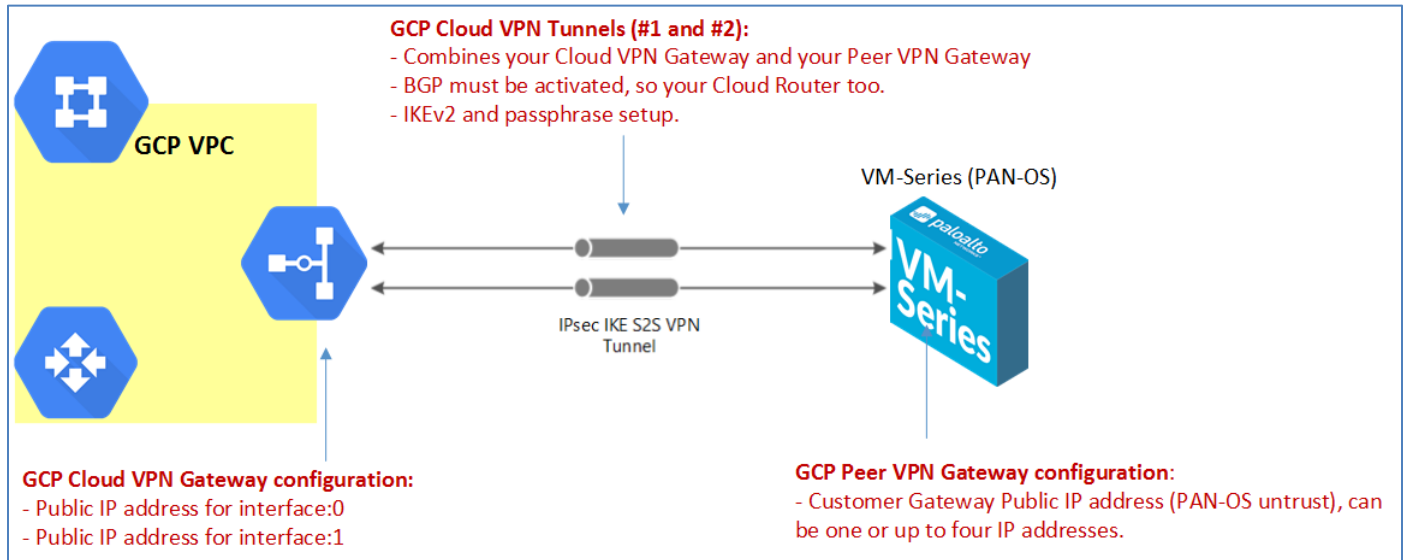 GCP Cloud VPN Tunnels (#1 and #2):
- Combines your Cloud VPN Gateway and your Peer VPN Gateway
- BGP must be activated, so your Cloud Router too.
- IKEv2 and passphrase setup.
GCP VPC
VM-Series (PAN-OS)
paloalto
NETWORKS
VM-
Series
IPsec IKE S2S VPN
Tunnel
GCP Cloud VPN Gateway configuration:
- Public IP address for interface:0
- Public IP address for interface:1
GCP Peer VPN Gateway configuration:
- Customer Gateway Public IP address (PAN-OS untrust), can
be one or up to four IP addresses.